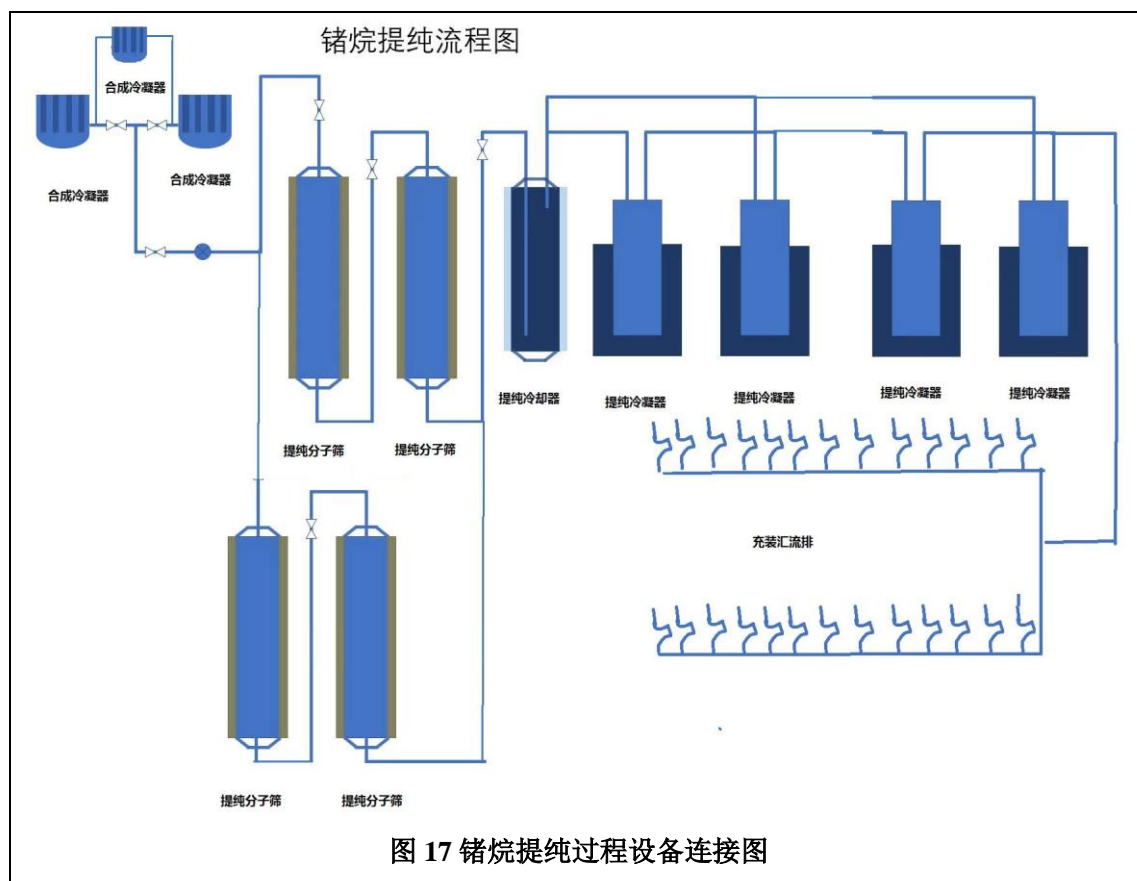 锗烷提纯流程图
合成冷凝器
合成冷凝器
合成冷凝器
提纯冷却器
提纯冷凝器
提纯冷凝器
提纯冷凝器
提纯冷凝器
提纯分子筛
提纯分子筛
充装汇流排
提纯分子筛
提纯分子筛
图 17 锗烷提纯过程设备连接图